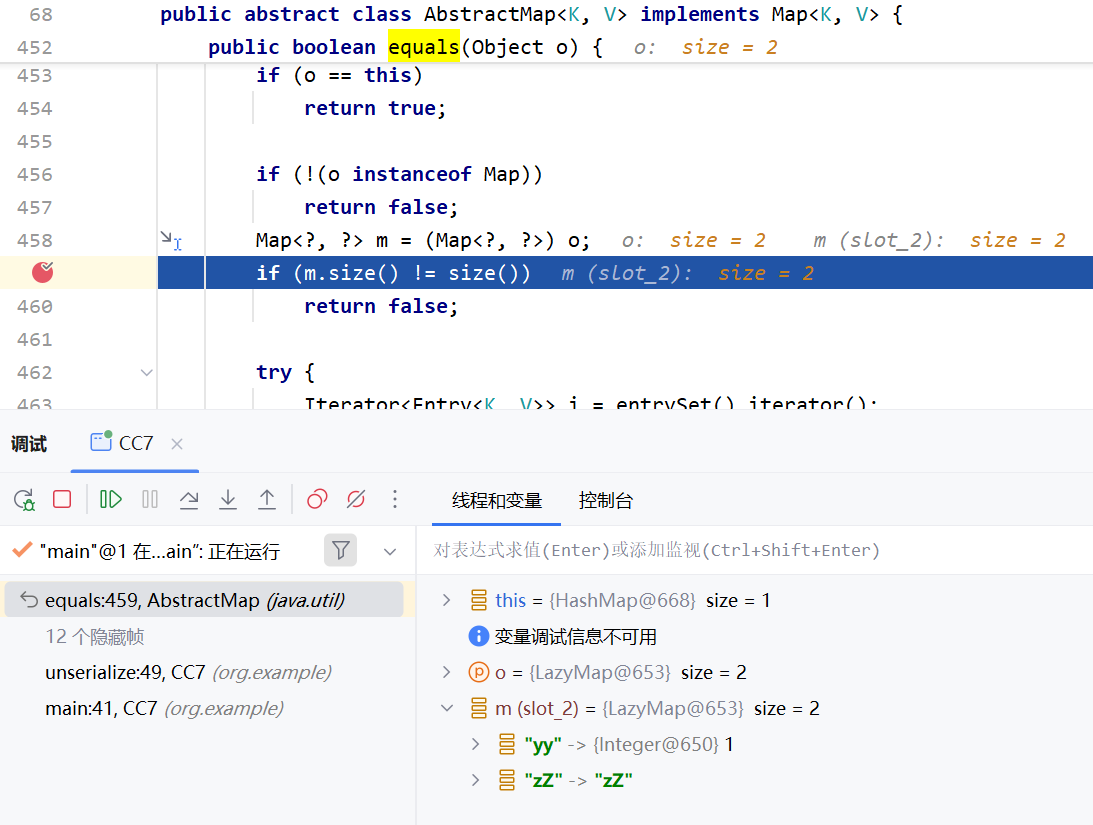 68 public abstract class AbstractMap<K, V> implements Map<K, V> {
452 public boolean equals(Object o) { o: size = 2
453 if (o == this)
454 return true;
455
456 if (!(o instanceof Map))
457 return false;
458 Map<?, ?> m = (Map<?, ?>) o; o: size = 2 m (slot_2): size = 2
if (m.size() != size()) m (slot_2): size = 2
460 return false;
461
462 try {
463 Iterator<Entry<K, V>> i = entrySet().iterator();
调试 CC7
线程和变量 控制台
"main"@1 在...ain": 正在运行
对表达式求值(Enter)或添加监视(Ctrl+Shift+Enter)
equals:459, AbstractMap (java.util)
12 个隐藏帧
unserialize:49, CC7 (org.example)
main:41, CC7 (org.example)
this = {HashMap@668} size = 1
变量调试信息不可用
o = {LazyMap@653} size = 2
m (slot_2) = {LazyMap@653} size = 2
"yy" -> {Integer@650} 1
"zZ" -> "zZ"